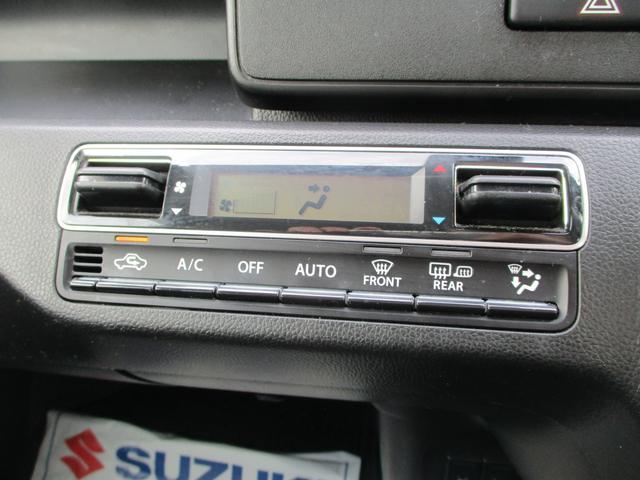 A/C OFF AUTO FRONT REAR
SUZUKI